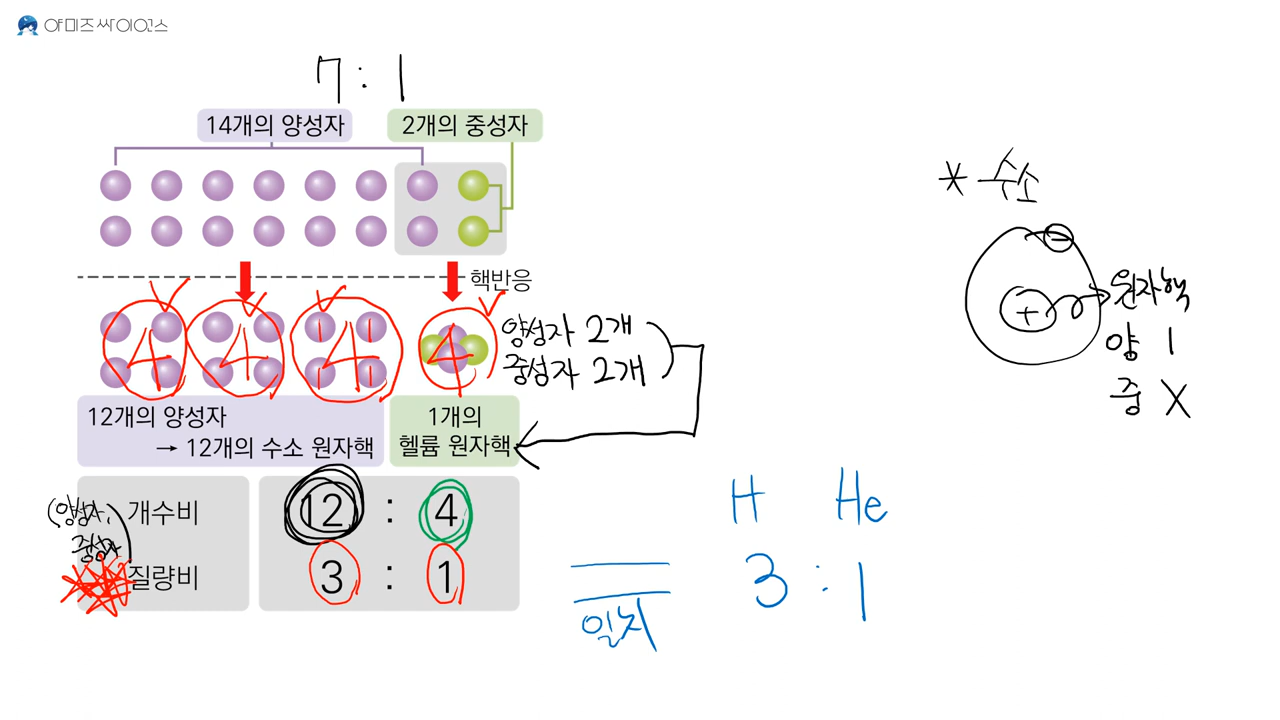 야미즈 싸이언스
7 : 1
14개의 양성자
2개의 중성자
* 수소
−
핵반응
원자핵
+
4 4 4 4
양성자 2개
양 1
중성자 2개
중 X
12개의 양성자
→ 12개의 수소 원자핵
1개의
헬륨 원자핵
H He
(양성자,
중성자)
개수비 12 : 4
질량비 3 : 1
3 : 1
일치